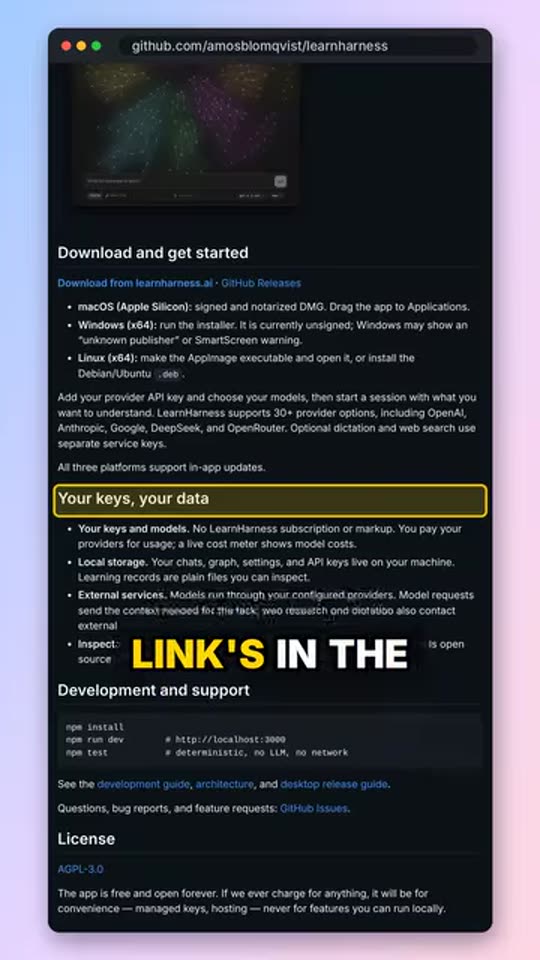 github.com/amosblomqvist/learnharness
Download and get started
Download from learnharness.ai · GitHub Releases
• macOS (Apple Silicon): signed and notarized DMG. Drag the app to Applications.
• Windows (x64): run the installer. It is currently unsigned; Windows may show an
"unknown publisher" or SmartScreen warning.
• Linux (x64): make the AppImage executable and open it, or install the
Debian/Ubuntu .deb .
Add your provider API key and choose your models, then start a session with what you
want to understand. LearnHarness supports 30+ provider options, including OpenAI,
Anthropic, Google, DeepSeek, and OpenRouter. Optional dictation and web search use
separate service keys.
All three platforms support in-app updates.
Your keys, your data
• Your keys and models. No LearnHarness subscription or markup. You pay your
providers for usage; a live cost meter shows model costs.
• Local storage. Your chats, graph, settings, and API keys live on your machine.
Learning records are plain files you can inspect.
• External services. Models run through your configured providers. Model requests
send the context needed for the task; web research and dictation also contact
external
• Inspect is open
source
LINK'S IN THE
Development and support
npm install
npm run dev # http://localhost:3000
npm test # deterministic, no LLM, no network
See the development guide, architecture, and desktop release guide.
Questions, bug reports, and feature requests: GitHub Issues.
License
AGPL-3.0
The app is free and open forever. If we ever charge for anything, it will be for
convenience — managed keys, hosting — never for features you can run locally.